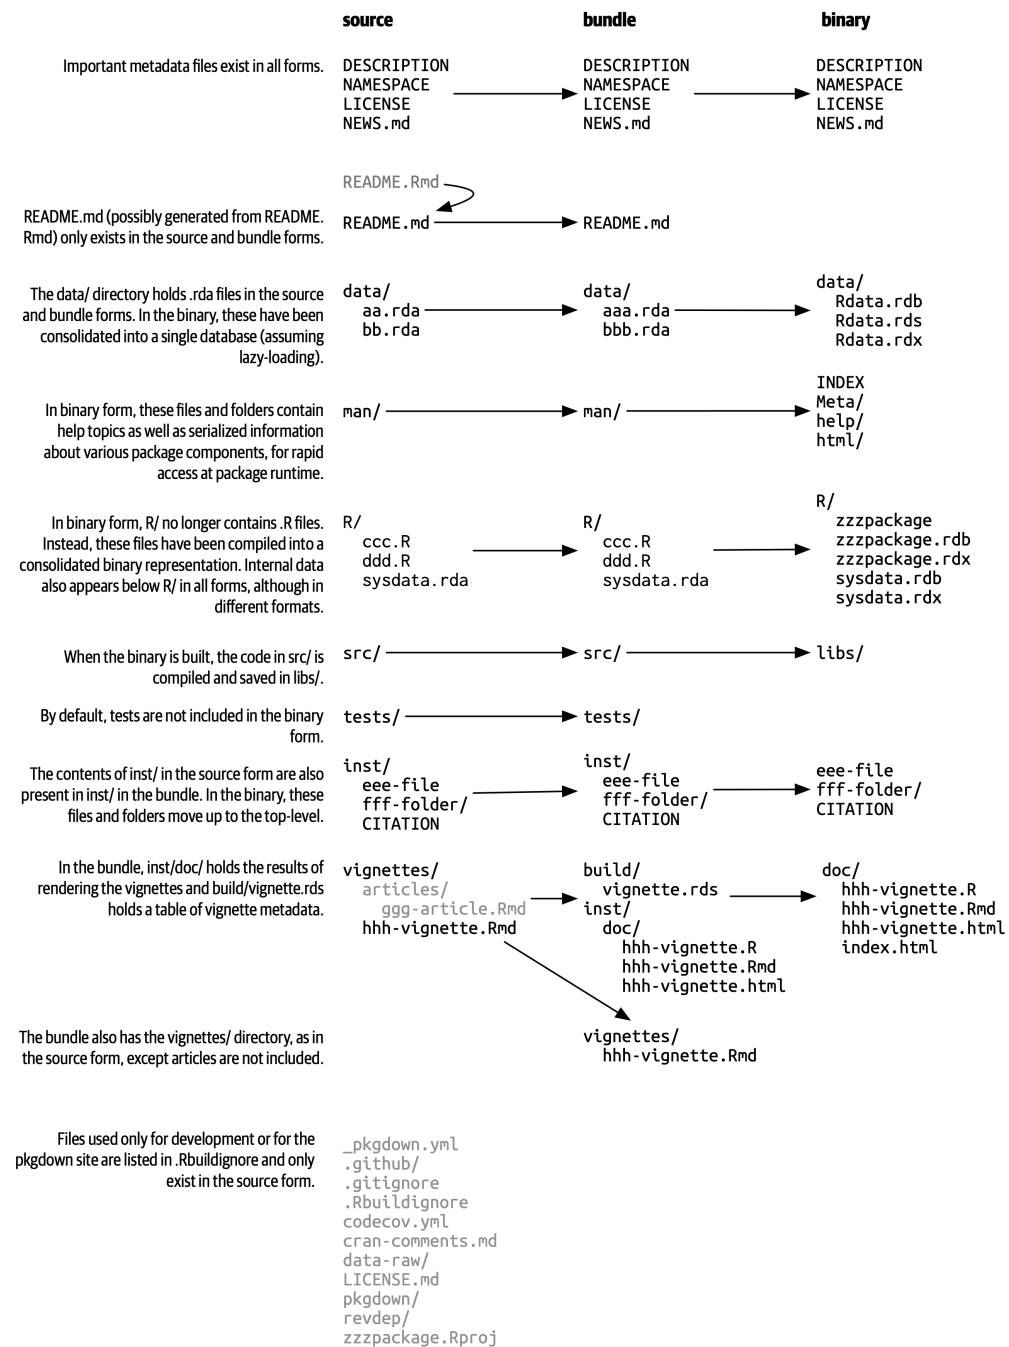 source bundle binary
Important metadata files exist in all forms.
DESCRIPTION
NAMESPACE
LICENSE
NEWS.md
DESCRIPTION
NAMESPACE
LICENSE
NEWS.md
DESCRIPTION
NAMESPACE
LICENSE
NEWS.md
README.md (possibly generated from README.
Rmd) only exists in the source and bundle forms.
README.Rmd
README.md
README.md
The data/ directory holds .rda files in the source
and bundle forms. In the binary, these have been
consolidated into a single database (assuming
lazy-loading).
data/
aa.rda
bb.rda
data/
aaa.rda
bbb.rda
data/
Rdata.rdb
Rdata.rds
Rdata.rdx
In binary form, these files and folders contain
help topics as well as serialized information
about various package components, for rapid
access at package runtime.
man/
man/
INDEX
Meta/
help/
html/
In binary form, R/ no longer contains .R files.
Instead, these files have been compiled into a
consolidated binary representation. Internal data
also appears below R/ in all forms, although in
different formats.
R/
ccc.R
ddd.R
sysdata.rda
R/
ccc.R
ddd.R
sysdata.rda
R/
zzzpackage
zzzpackage.rdb
zzzpackage.rdx
sysdata.rdb
sysdata.rdx
When the binary is built, the code in src/ is
compiled and saved in libs/.
src/
src/
libs/
By default, tests are not included in the binary
form.
tests/
tests/
The contents of inst/ in the source form are also
present in inst/ in the bundle. In the binary, these
files and folders move up to the top-level.
inst/
eee-file
fff-folder/
CITATION
inst/
eee-file
fff-folder/
CITATION
eee-file
fff-folder/
CITATION
In the bundle, inst/doc/ holds the results of
rendering the vignettes and build/vignette.rds
holds a table of vignette metadata.
vignettes/
articles/
ggg-article.Rmd
hhh-vignette.Rmd
build/
vignette.rds
inst/
doc/
hhh-vignette.R
hhh-vignette.Rmd
hhh-vignette.html
doc/
hhh-vignette.R
hhh-vignette.Rmd
hhh-vignette.html
index.html
The bundle also has the vignettes/ directory, as in
the source form, except articles are not included.
vignettes/
hhh-vignette.Rmd
Files used only for development or for the
pkgdown site are listed in .Rbuildignore and only
exist in the source form.
_pkgdown.yml
.github/
.gitignore
.Rbuildignore
codecov.yml
cran-comments.md
data-raw/
LICENSE.md
pkgdown/
revdep/
zzzpackage.Rproj